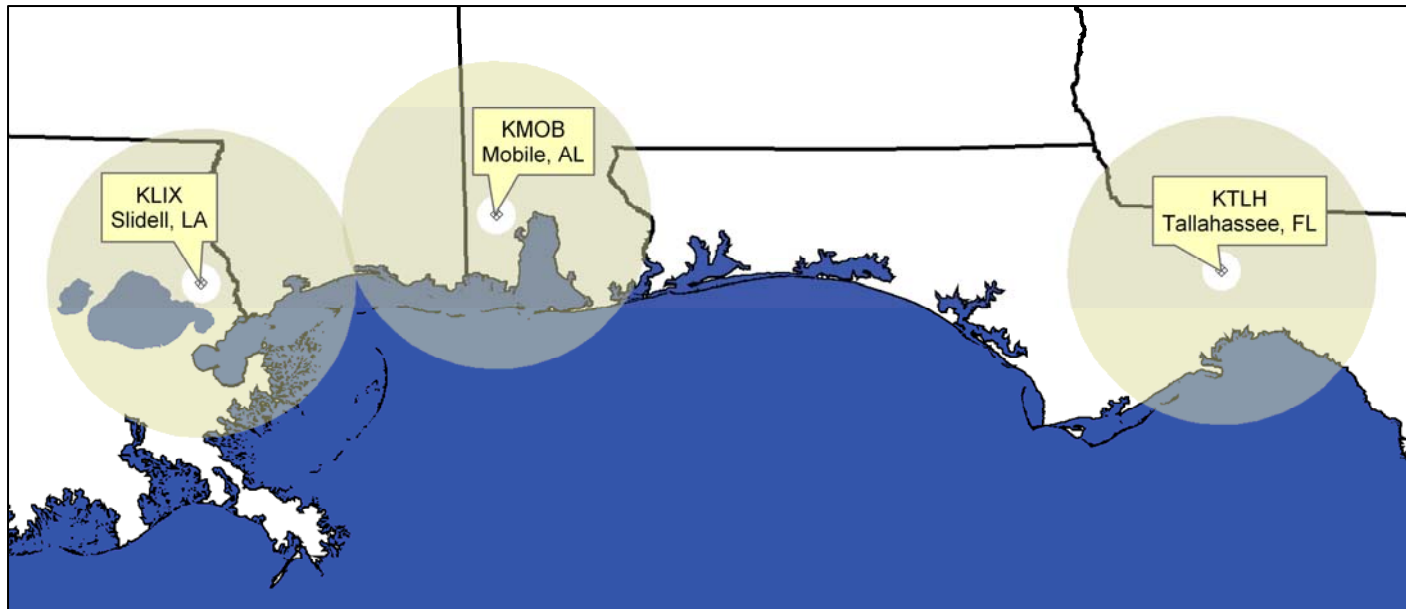 KMOB
Mobile, AL
KLIX
Slidell, LA
KTLH
Tallahassee, FL